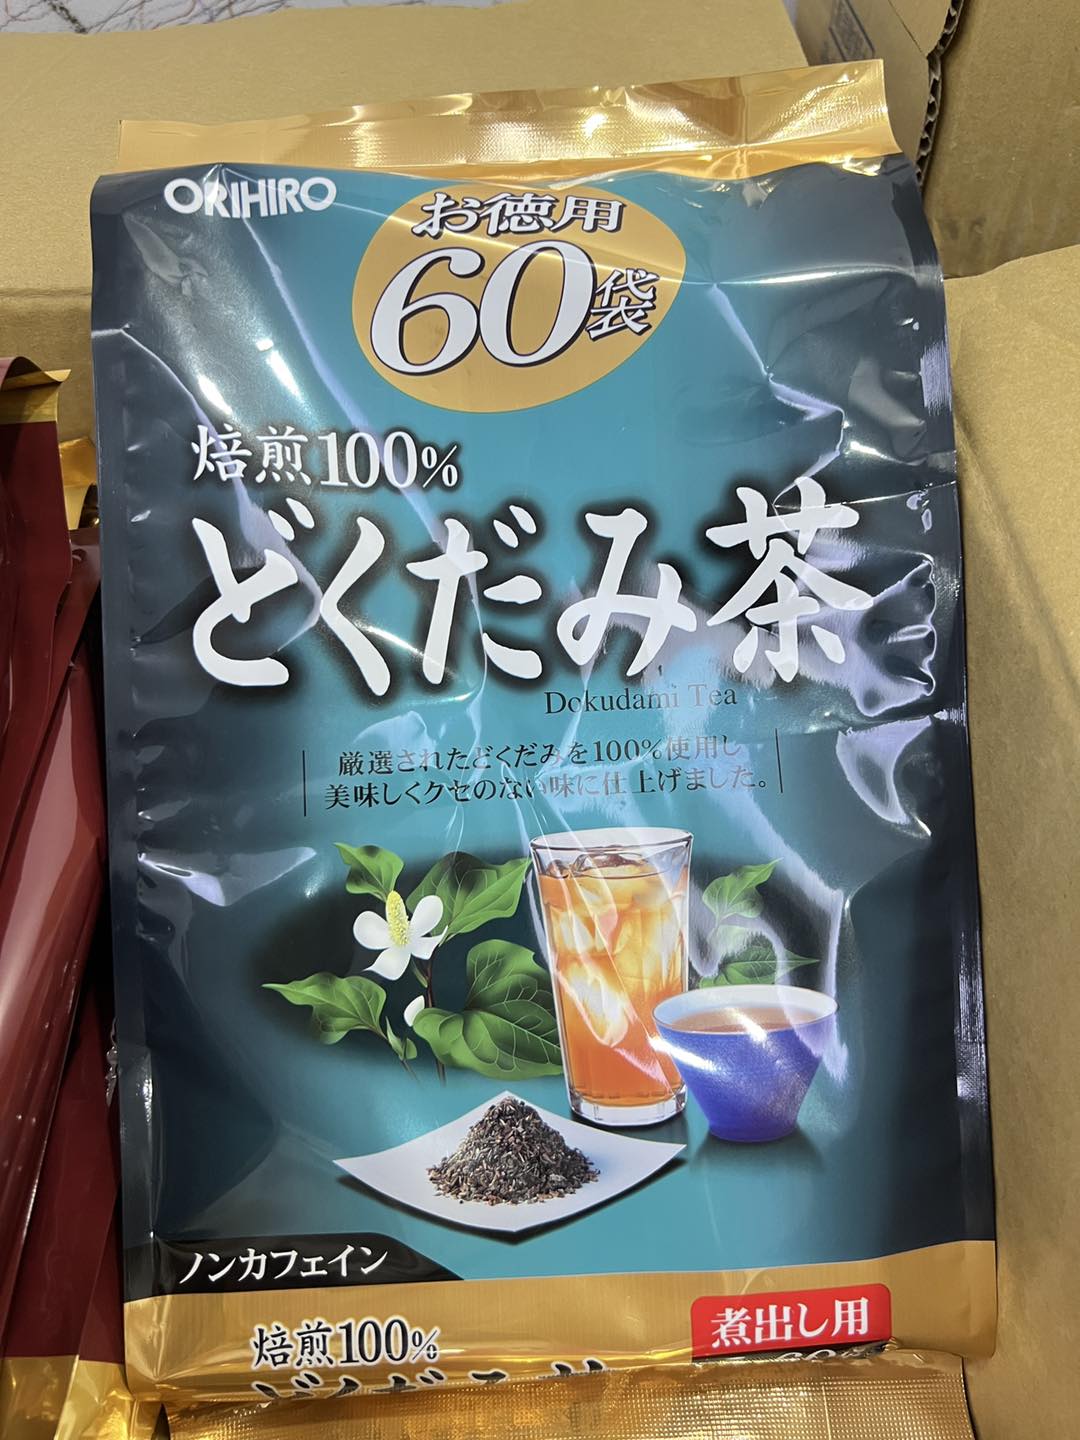 ORIHIRO
お徳用
60袋
焙煎100%
どくだみ茶
Dokudami Tea
厳選されたどくだみを100%使用し
美味しくクセのない味に仕上げました。
ノンカフェイン
焙煎100%
煮出し用